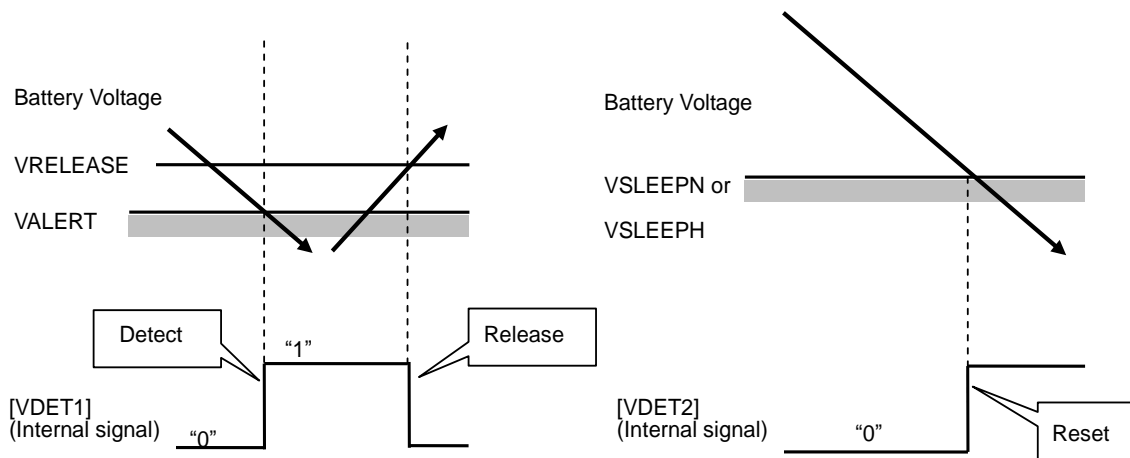 Battery Voltage
VRELEASE
VALERT
Detect
“1”
Release
[VDET1]
(Internal signal)
“0”
Battery Voltage
VSLEEPN or
VSLEEPH
[VDET2]
(Internal signal)
“0”
Reset